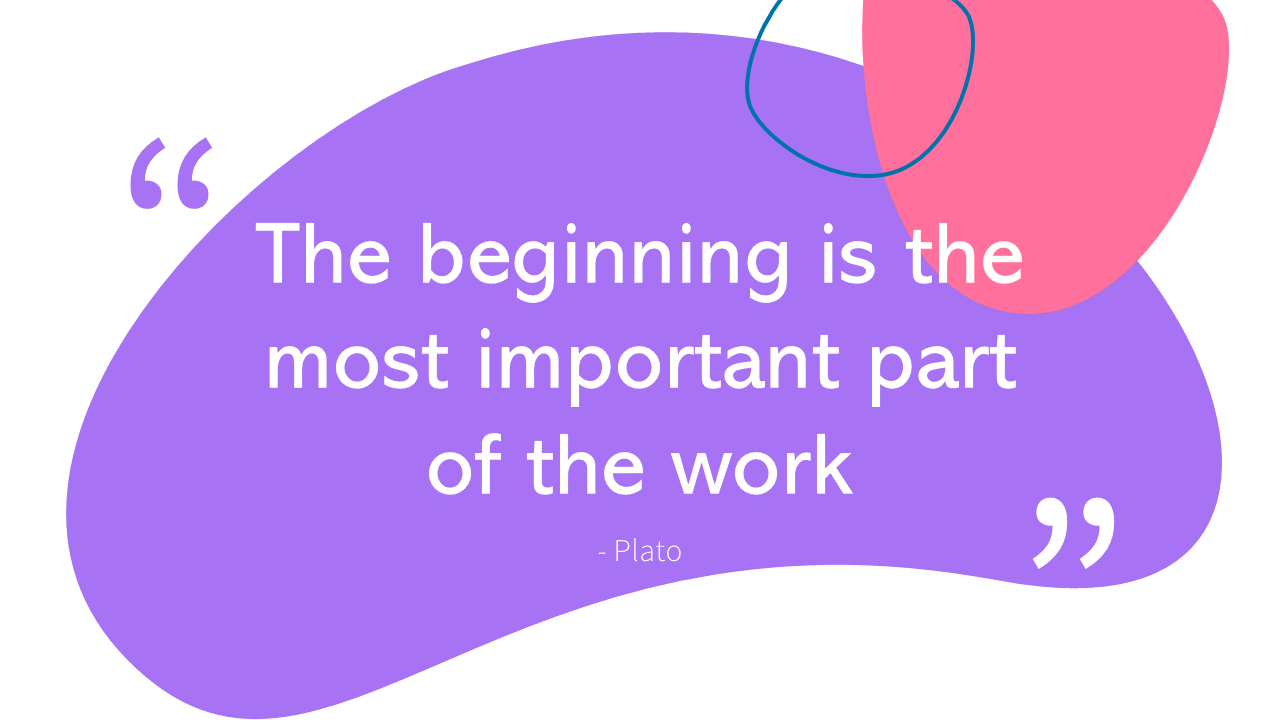 “
The beginning is the
most important part
of the work
- Plato
”